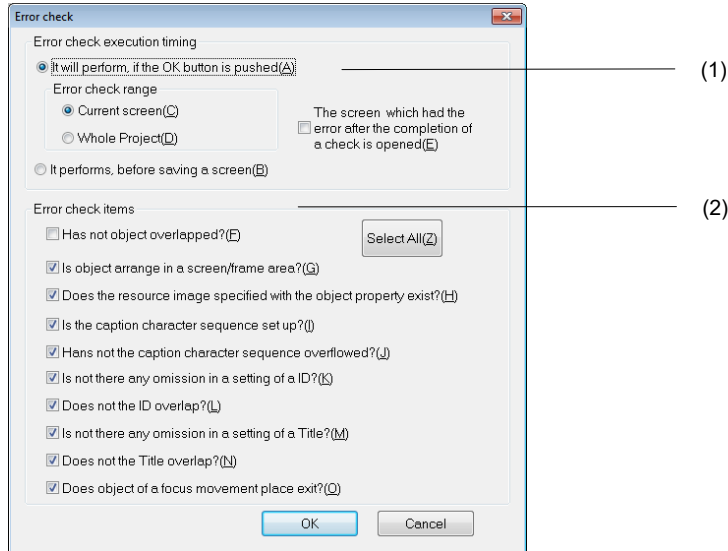 Error check
Error check execution timing
It will perform, if the OK button is pushed(A)
(1)
Error check range
Current screen(C)
Whole Project(D)
The screen which had the
error after the completion of
a check is opened(E)
It performs, before saving a screen(B)
(2)
Error check items
Has not object overlapped?(F)
Select All(Z)
Is object arrange in a screen/frame area?(G)
Does the resource image specified with the object property exist?(H)
Is the caption character sequence set up?(I)
Hans not the caption character sequence overflowed?(J)
Is not there any omission in a setting of a ID?(K)
Does not the ID overlap?(L)
Is not there any omission in a setting of a Title?(M)
Does not the Title overlap?(N)
Does object of a focus movement place exit?(O)
OK
Cancel